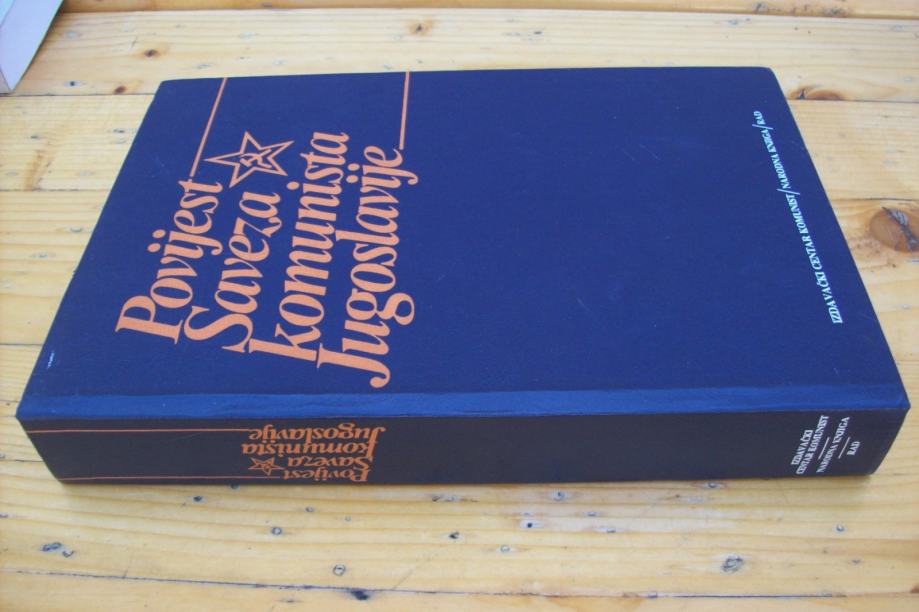 Povijest
Saveza
komunista
Jugoslavije
IZDAVAČKI CENTAR KOMUNIST/NARODNA KNJIGA/RAD
Povijest
Saveza
komunista
Jugoslavije
IZDAVAČKI
CENTAR KOMUNIST
NARODNA KNJIGA
RAD